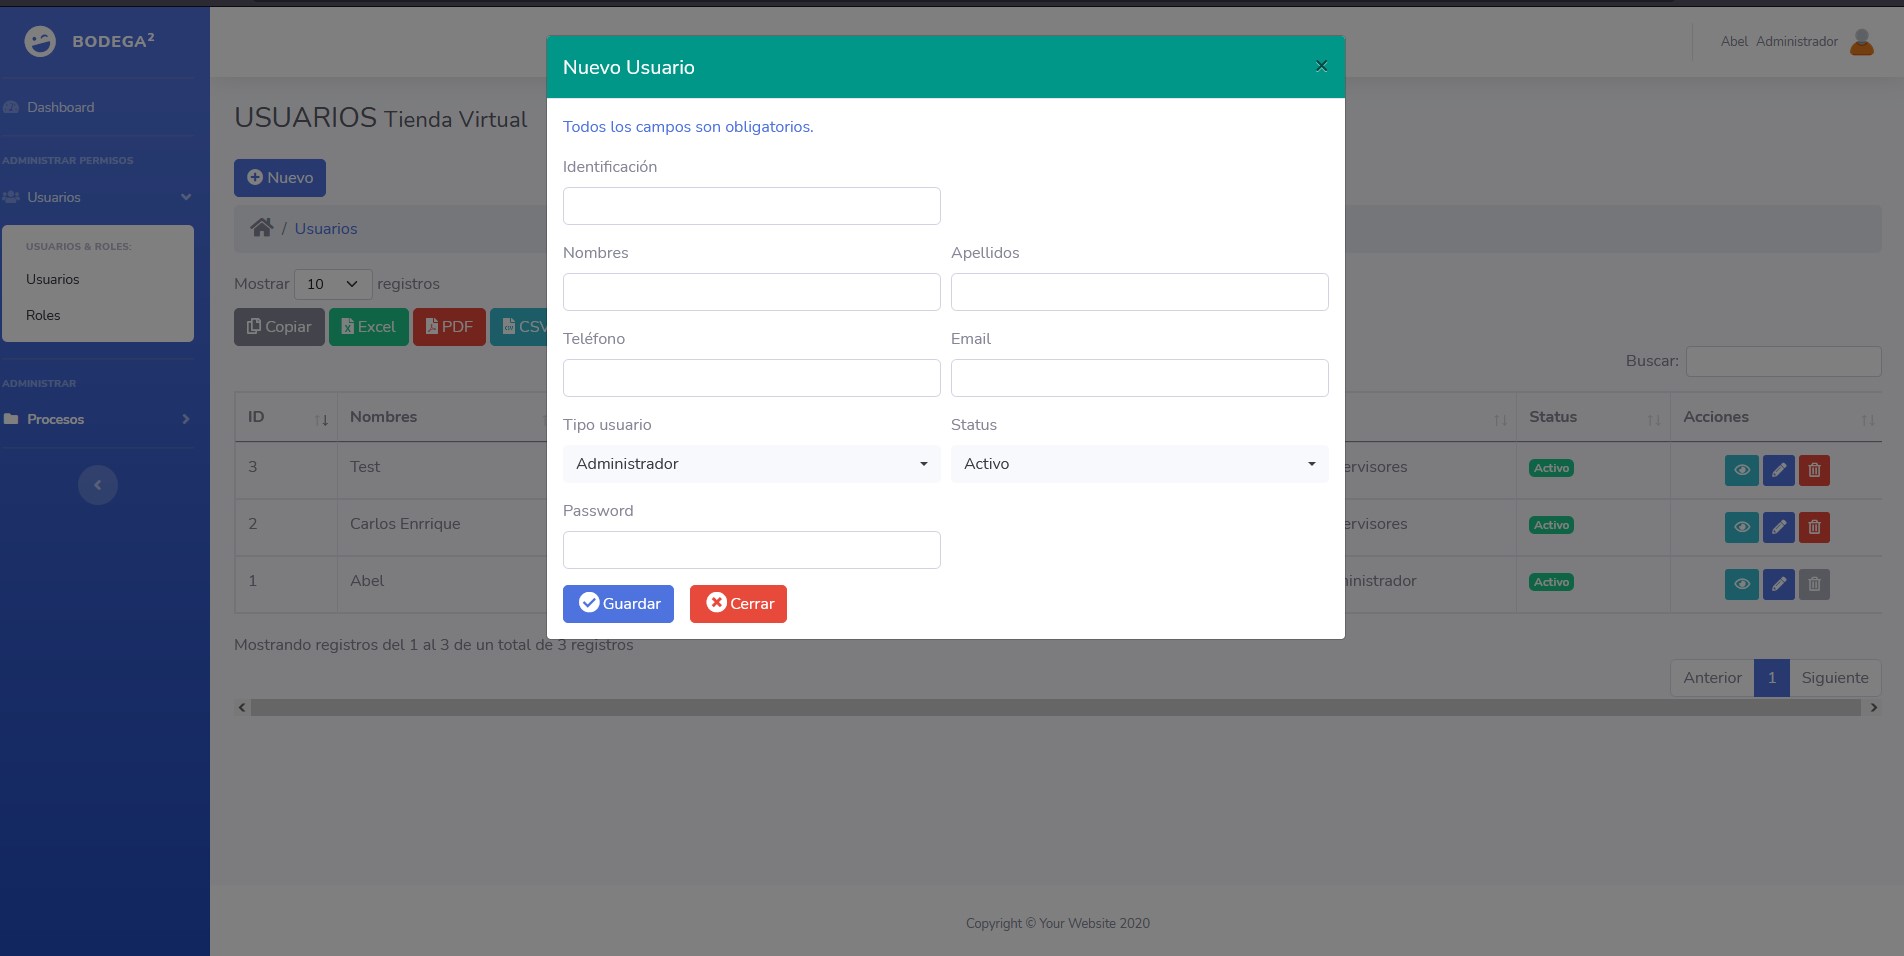 BODEGA²
Dashboard
ADMINISTRAR PERMISOS
Usuarios
USUARIOS & ROLES:
Usuarios
Roles
ADMINISTRAR
Procesos
Abel Administrador
USUARIOS Tienda Virtual
Nuevo
/ Usuarios
Mostrar 10 registros
Copiar Excel PDF CSV
Buscar:
ID Nombres Status Acciones
3 Test ervisores Activo
2 Carlos Enrrique ervisores Activo
1 Abel inistrador Activo
Mostrando registros del 1 al 3 de un total de 3 registros
Anterior 1 Siguiente
Copyright © Your Website 2020
Nuevo Usuario ×
Todos los campos son obligatorios.
Identificación
Nombres Apellidos
Teléfono Email
Tipo usuario Status
Administrador Activo
Password
Guardar Cerrar